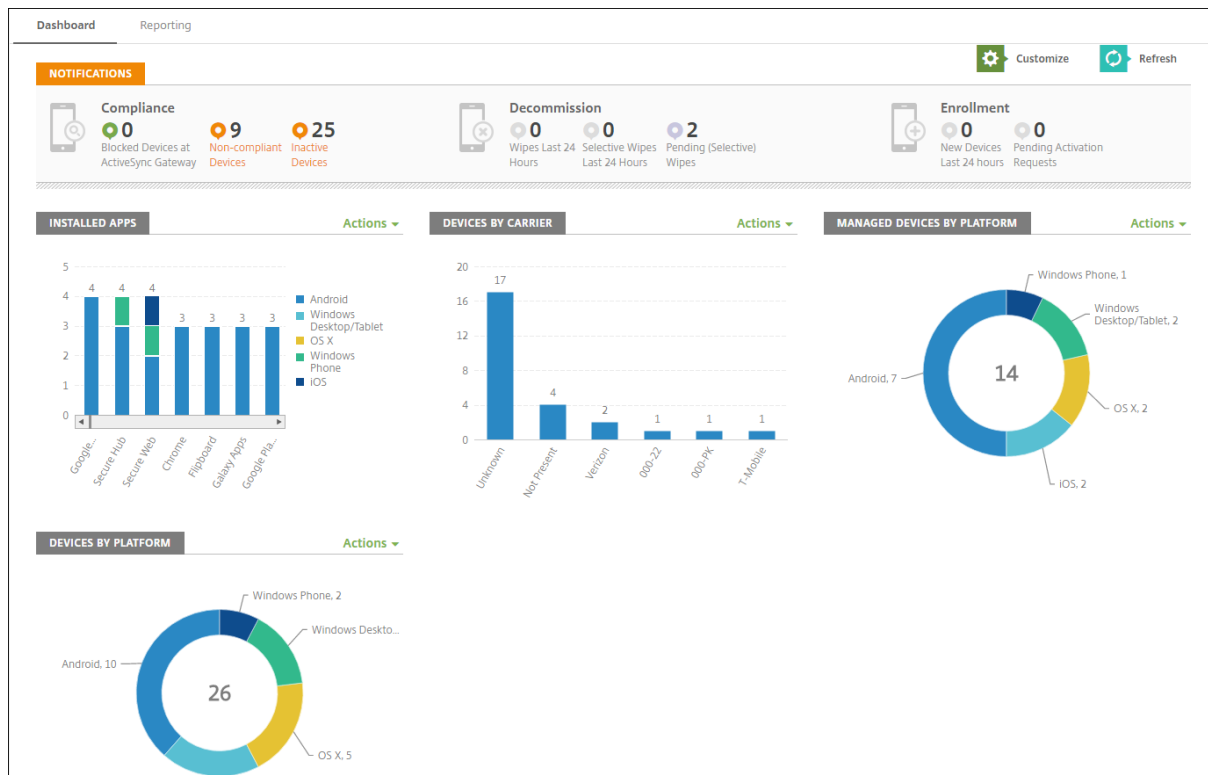 Dashboard
Reporting
Customize
Refresh
NOTIFICATIONS
Compliance
0
Blocked Devices at
ActiveSync Gateway
9
Non-compliant
Devices
25
Inactive
Devices
Decommission
0
Wipes Last 24
Hours
0
Selective Wipes
Last 24 Hours
2
Pending (Selective)
Wipes
Enrollment
0
New Devices
Last 24 hours
0
Pending Activation
Requests
INSTALLED APPS
Actions
5
4
3
2
1
0
4
4
4
3
3
3
3
Google...
Secure Hub
Secure Web
Chrome
Flipboard
Galaxy Apps
Google Pla...
Android
Windows
Desktop/Tablet
OS X
Windows
Phone
iOS
DEVICES BY CARRIER
Actions
20
16
12
8
4
0
17
4
2
1
1
1
Unknown
Not Present
Verizon
000-22
000-PK
T-Mobile
MANAGED DEVICES BY PLATFORM
Actions
Windows Phone, 1
Windows
Desktop/Tablet, 2
Android, 7
14
OS X, 2
iOS, 2
DEVICES BY PLATFORM
Actions
Windows Phone, 2
Windows Deskto...
Android, 10
26
OS X, 5